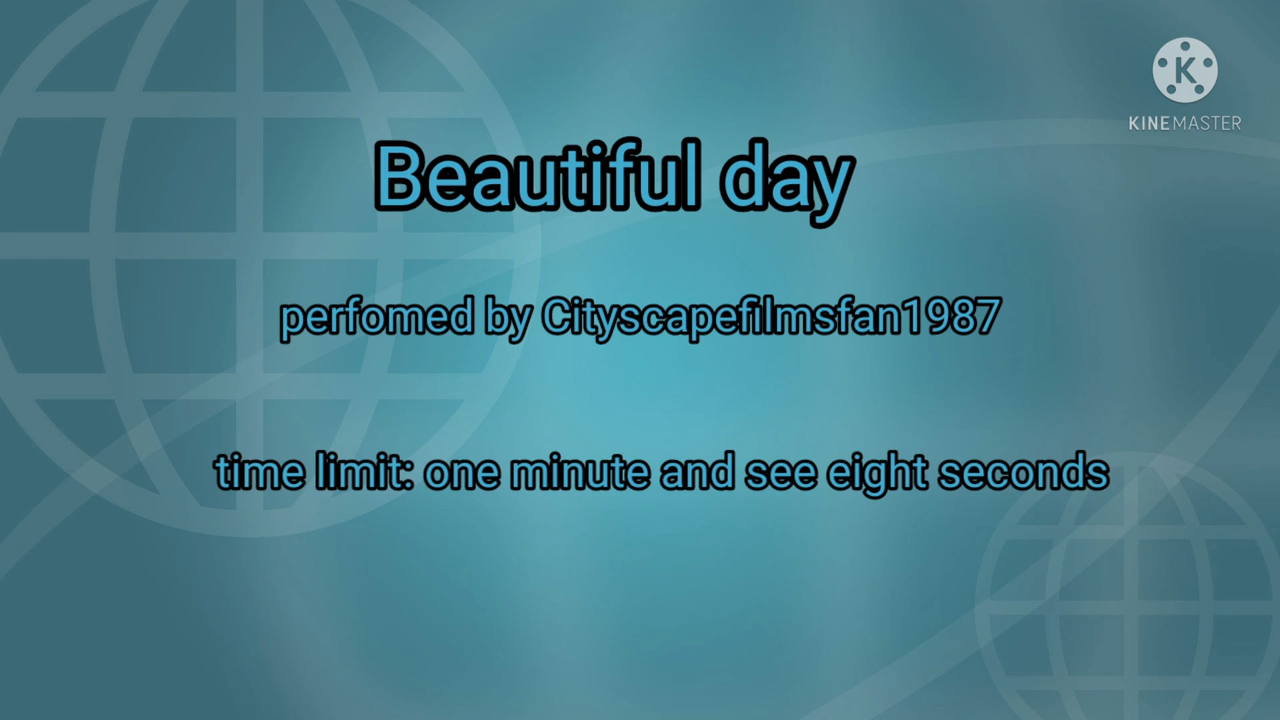 K
KINEMASTER
Beautiful day
perfomed by Cityscapefilmsfan1987
time limit: one minute and see eight seconds